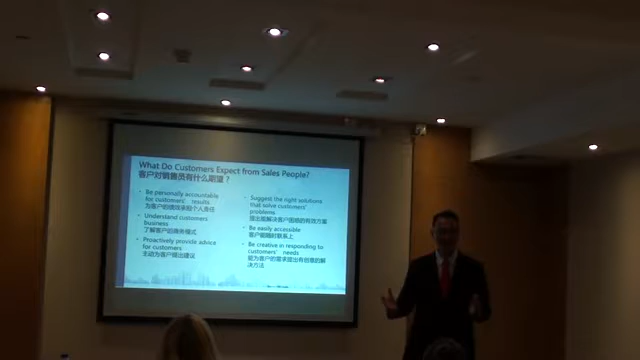 What Do Customers Expect from Sales People?
客户对销售员有什么期望？
• Be personally accountable
for customers' results
为客户的绩效承担个人责任
• Understand customers
business
了解客户的商务模式
• Proactively provide advice
for customers
主动为客户提出建议
• Suggest the right solutions
that solve customers'
problems
提出能解决客户困惑的有效方案
• Be easily accessible
客户能随时联系上
• Be creative in responding to
customers' needs
能为客户的需求提出有创意的解
决方法